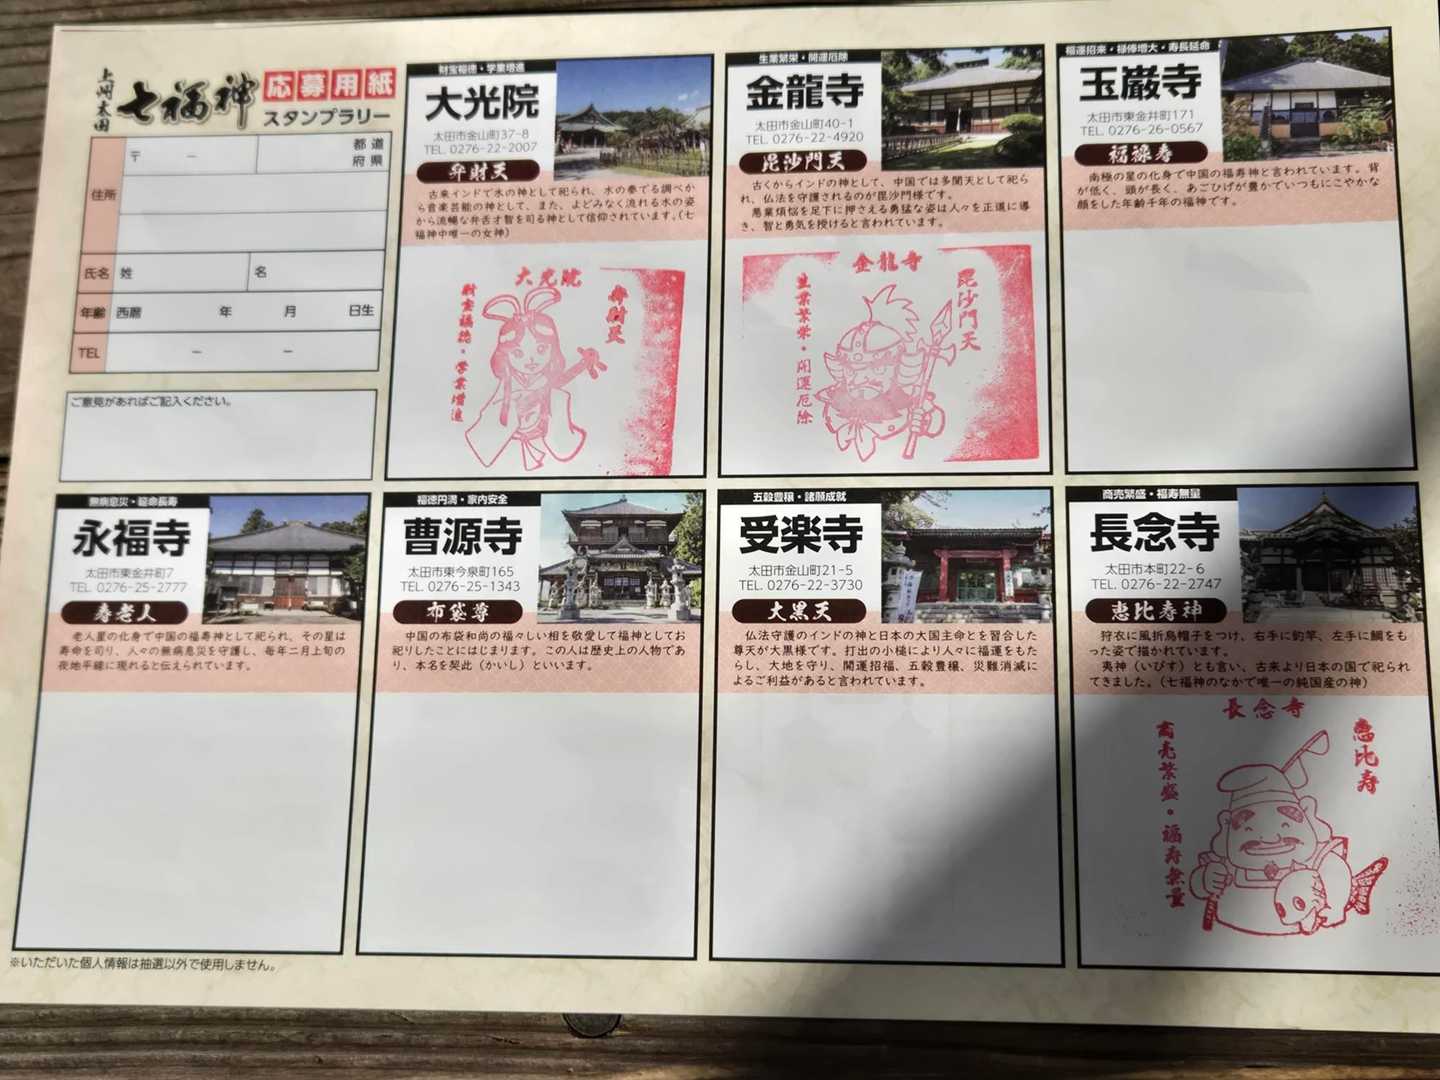 上州太田
七福神
応募用紙
スタンプラリー
〒 －
都道
府県
住所
氏名 姓 名
年齢 西暦 年 月 日生
TEL － －
ご意見があればご記入ください。
財宝福徳・学業増進
大光院
太田市金山町37-8
TEL. 0276-22-2007
弁財天
古来インドで水の神として祀られ、水の奏でる調べか
ら音楽芸能の神として、また、よどみなく流れる水の姿
から流暢な弁舌才智を司る神として信仰されています。(七
福神中唯一の女神)
大光院
弁財天
財宝福徳・学業増進
生業繁栄・開運厄除
金龍寺
太田市金山町40-1
TEL. 0276-22-4920
毘沙門天
古くからインドの神として、中国では多聞天として祀ら
れ、仏法を守護されるのが毘沙門様です。
悪業煩悩を足下に押さえる勇猛な姿は人々を正道に導
き、智と勇気を授けると言われています。
金龍寺
毘沙門天
生業繁栄・開運厄除
福運招来・禄俸増大・寿長延命
玉巌寺
太田市東金井町171
TEL. 0276-26-0567
福禄寿
南極の星の化身で中国の福寿神と言われています。背
が低く、頭が長く、あごひげが豊かでいつもにこやかな
顔をした年齢千年の福神です。
無病息災・延命長寿
永福寺
太田市東金井町7
TEL. 0276-25-2777
寿老人
老人星の化身で中国の福寿神として祀られ、その星は
寿命を司り、人々の無病息災を守護し、毎年二月上旬の
夜地平線に現れると伝えられています。
福徳円満・家内安全
曹源寺
太田市東今泉町165
TEL. 0276-25-1343
布袋尊
中国の布袋和尚の福々しい相を敬愛して福神としてお
祀りしたことにはじまります。この人は歴史上の人物であ
り、本名を契此（かいし）といいます。
五穀豊穣・諸願成就
受楽寺
太田市金山町21-5
TEL. 0276-22-3730
大黒天
仏法守護のインドの神と日本の大国主命とを習合した
尊天が大黒様です。打出の小槌により人々に福運をもた
らし、大地を守り、開運招福、五穀豊穣、災難消滅に
よるご利益があると言われています。
商売繁盛・福寿無量
長念寺
太田市本町22-6
TEL. 0276-22-2747
恵比寿神
狩衣に風折烏帽子をつけ、右手に釣竿、左手に鯛をも
った姿で描かれています。
夷神（いびす）とも言い、古来より日本の国で祀られ
てきました。(七福神のなかで唯一の純国産の神)
長念寺
恵比寿
商売繁盛・福寿無量
※いただいた個人情報は抽選以外で使用しません。